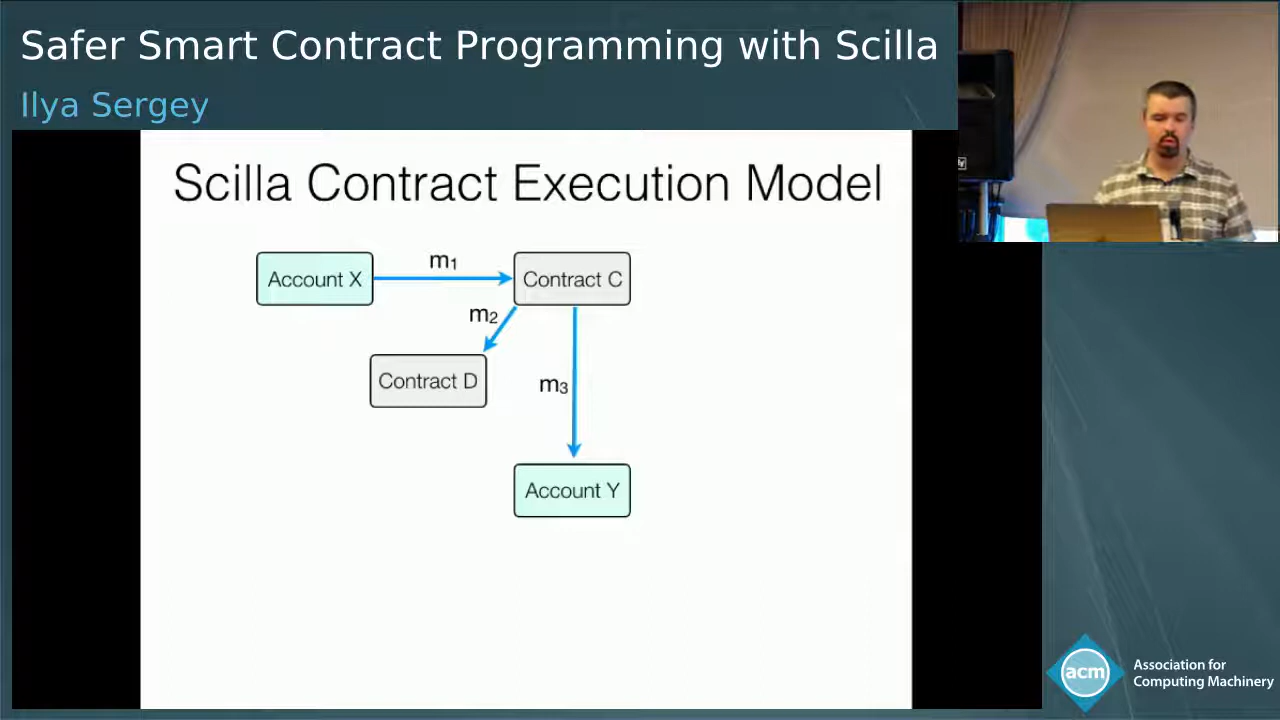 Safer Smart Contract Programming with Scilla
Ilya Sergey
Scilla Contract Execution Model
Account X
m₁
Contract C
m₂
Contract D
m₃
Account Y
acm
Association for
Computing Machinery